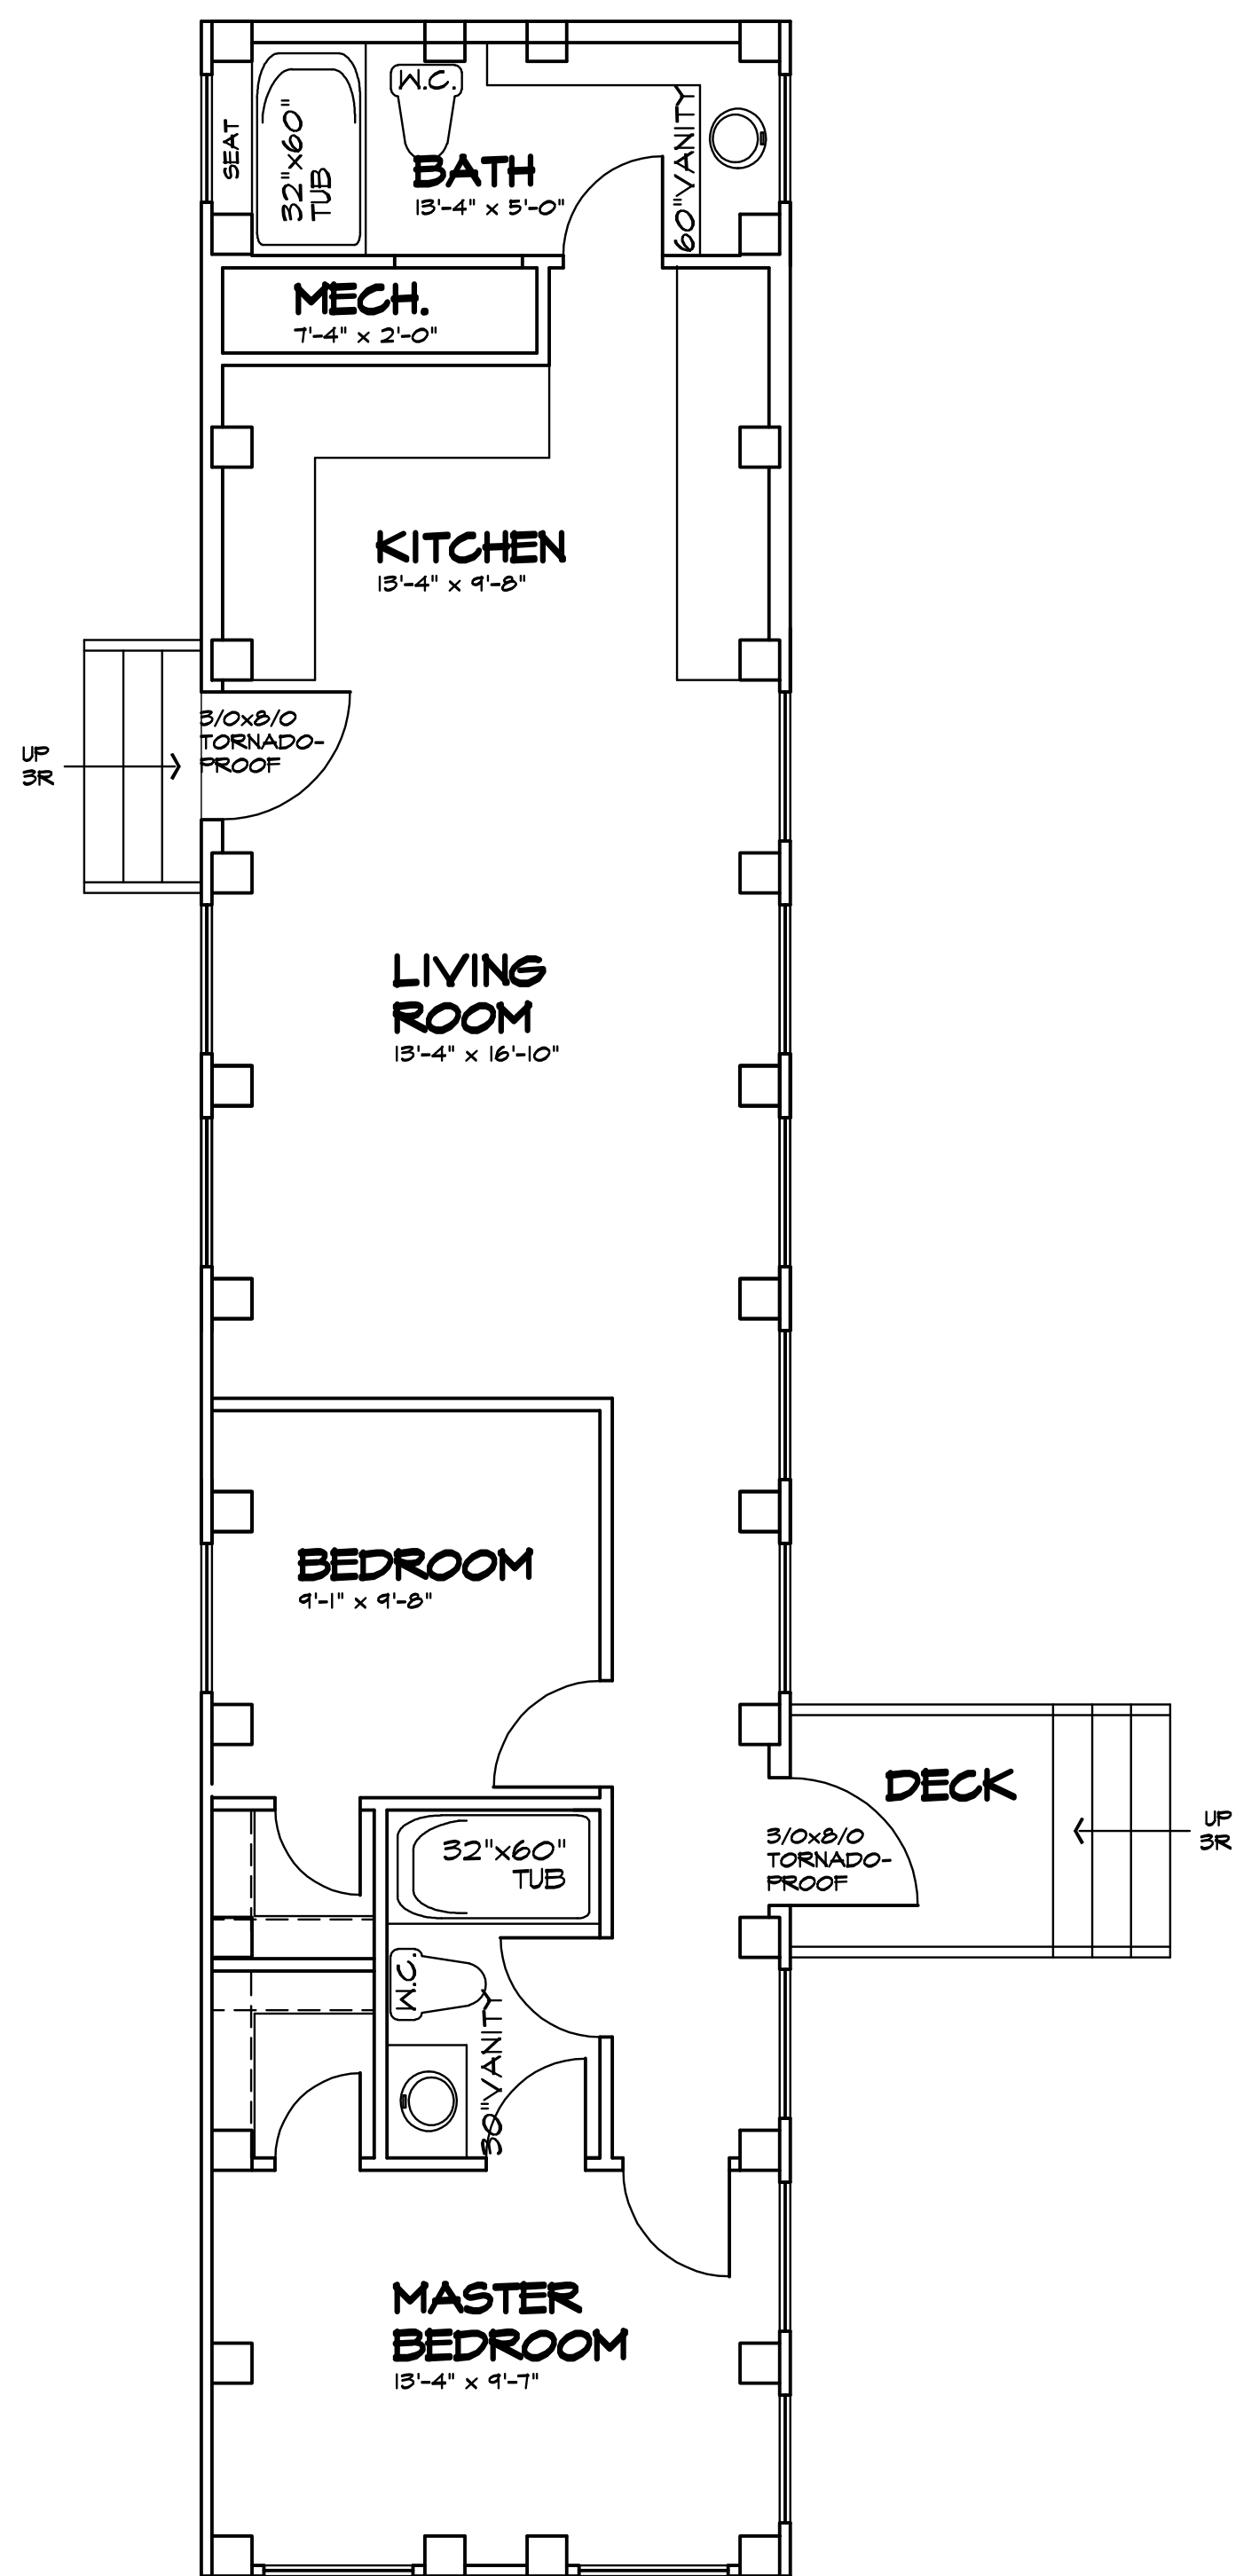 W.C.
SEAT
32"x60"
TUB
60"VANITY
BATH
13'-4" x 5'-0"
MECH.
7'-4" x 2'-0"
KITCHEN
13'-4" x 9'-8"
3/0x8/0
TORNADO-
PROOF
UP
3R
LIVING
ROOM
13'-4" x 16'-10"
BEDROOM
9'-1" x 9'-8"
DECK
UP
3R
3/0x8/0
TORNADO-
PROOF
32"x60"
TUB
W.C.
30"VANITY
MASTER
BEDROOM
13'-4" x 9'-7"